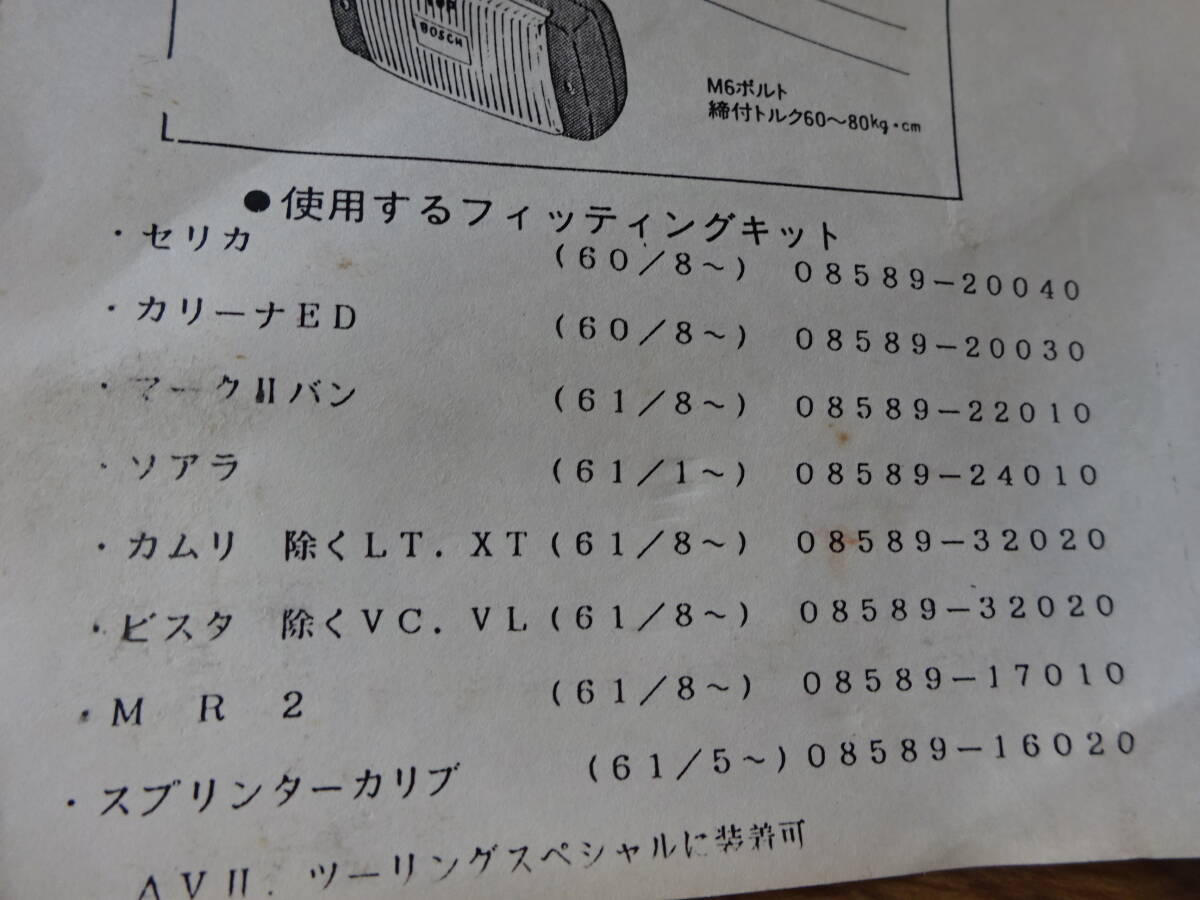 BOSCH
M6ボルト
締付トルク60〜80kg・cm
●使用するフィッティングキット
・セリカ (60/8〜) 08589-20040
・カリーナED (60/8〜) 08589-20030
・マークIIバン (61/8〜) 08589-22010
・ソアラ (61/1〜) 08589-24010
・カムリ 除くLT.XT(61/8〜) 08589-32020
・ビスタ 除くVC.VL(61/8〜) 08589-32020
・M R 2 (61/8〜) 08589-17010
・スプリンターカリブ (61/5〜)08589-16020
AVII.ツーリングスペシャルに装着可